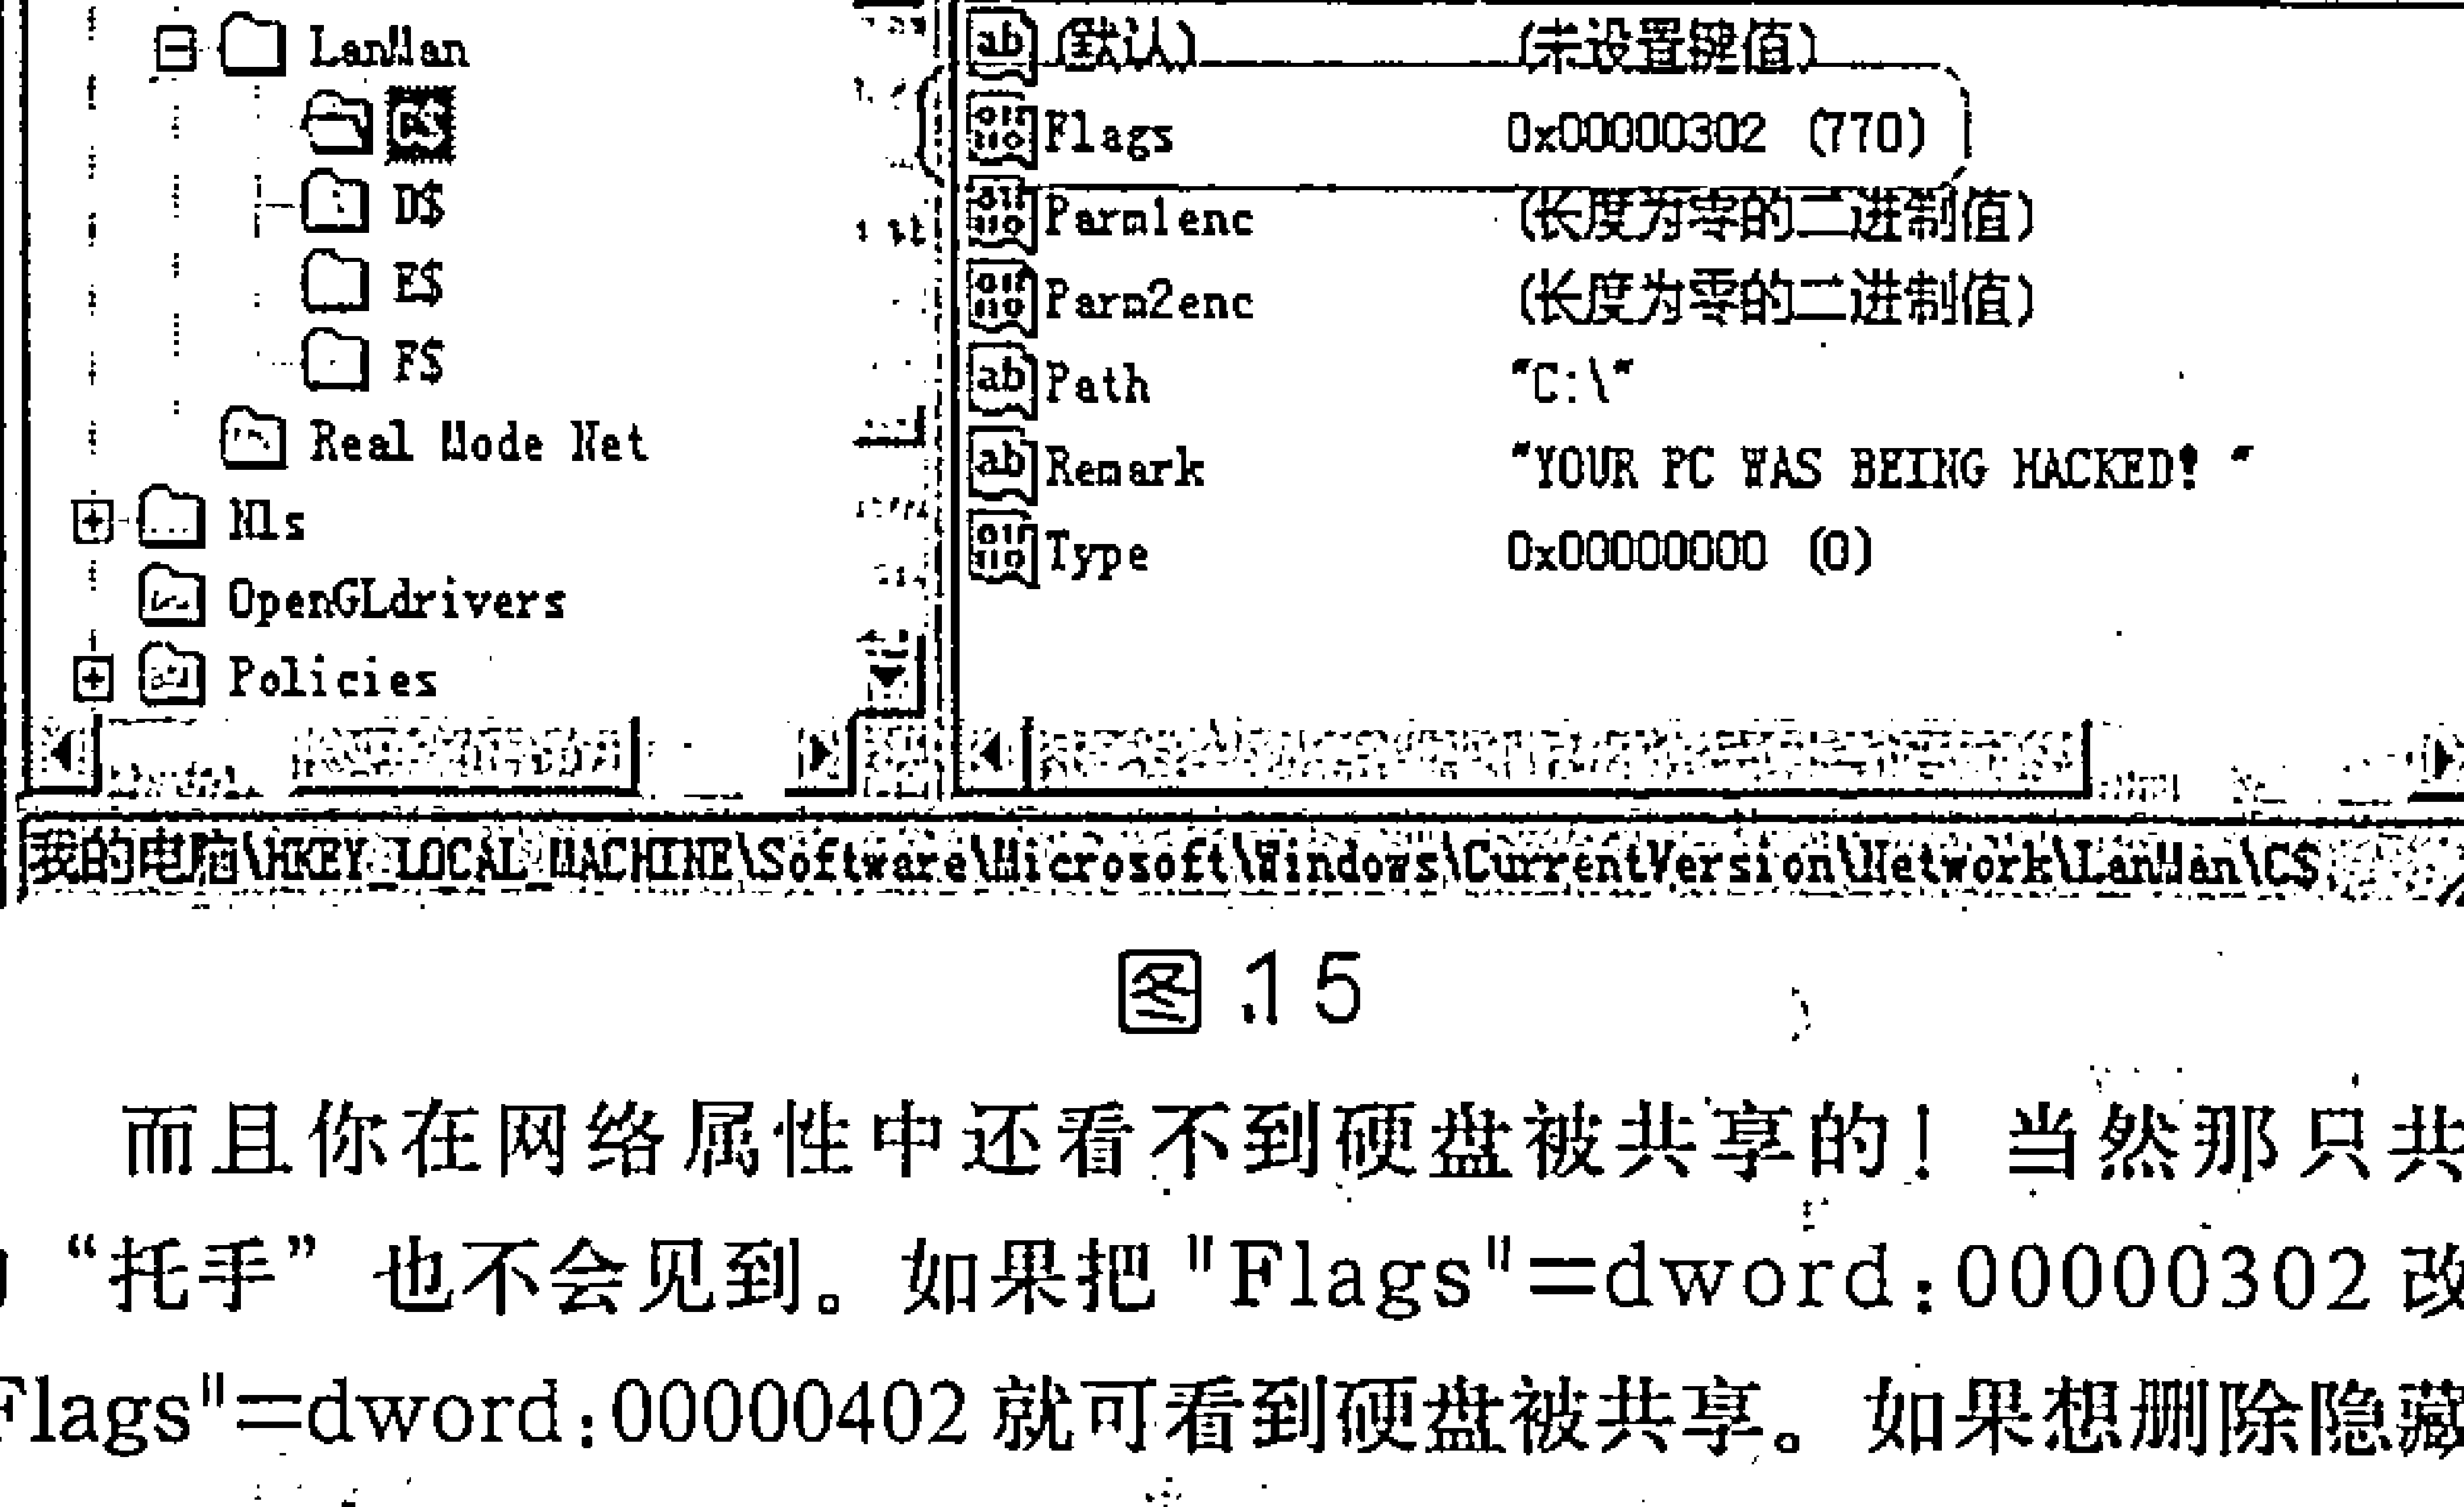 LanMan
C$
D$
E$
F$
Real Mode Net
Nls
OpenGLdrivers
Policies
(默认) (未设置键值)
Flags 0x00000302 (770)
Parm1enc (长度为零的二进制值)
Parm2enc (长度为零的二进制值)
Path "C:\"
Remark "YOUR PC WAS BEING HACKED! "
Type 0x00000000 (0)
我的电脑\HKEY_LOCAL_MACHINE\Software\Microsoft\Windows\CurrentVersion\Network\LanMan\C$
图 15
而且你在网络属性中还看不到硬盘被共享的！当然那只共
“托手”也不会见到。如果把"Flags"=dword:00000302改
Flags"=dword:00000402就可看到硬盘被共享。如果想删除隐藏